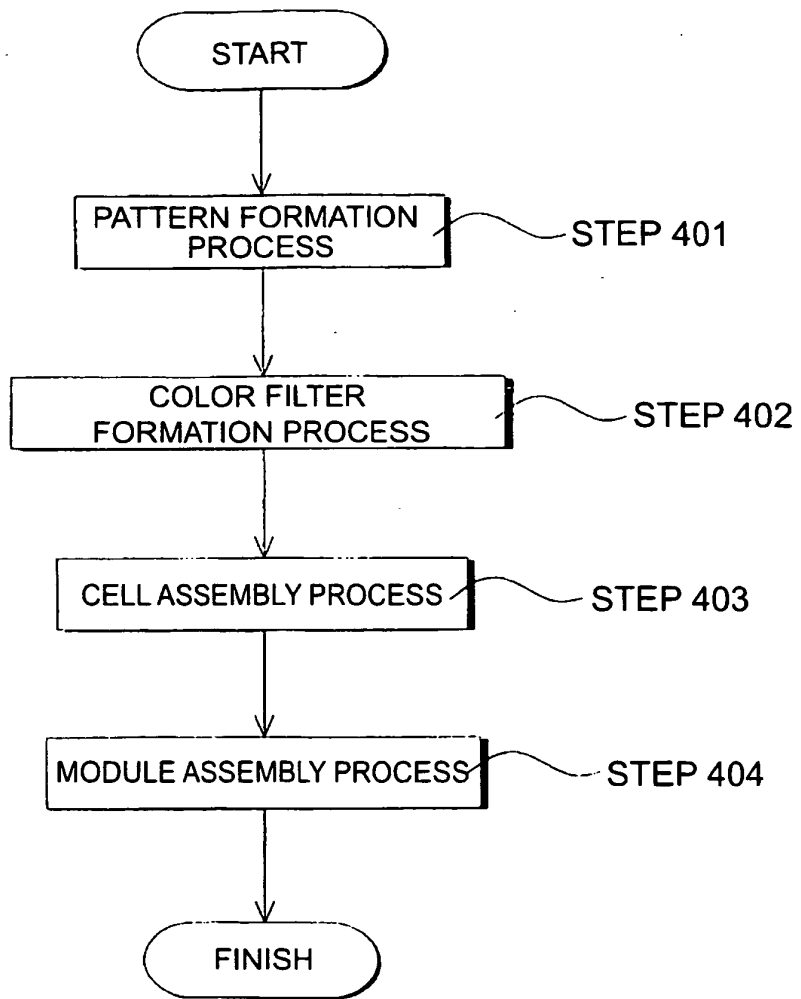 START
PATTERN FORMATION
PROCESS
STEP 401
COLOR FILTER
FORMATION PROCESS
STEP 402
CELL ASSEMBLY PROCESS
STEP 403
MODULE ASSEMBLY PROCESS
STEP 404
FINISH